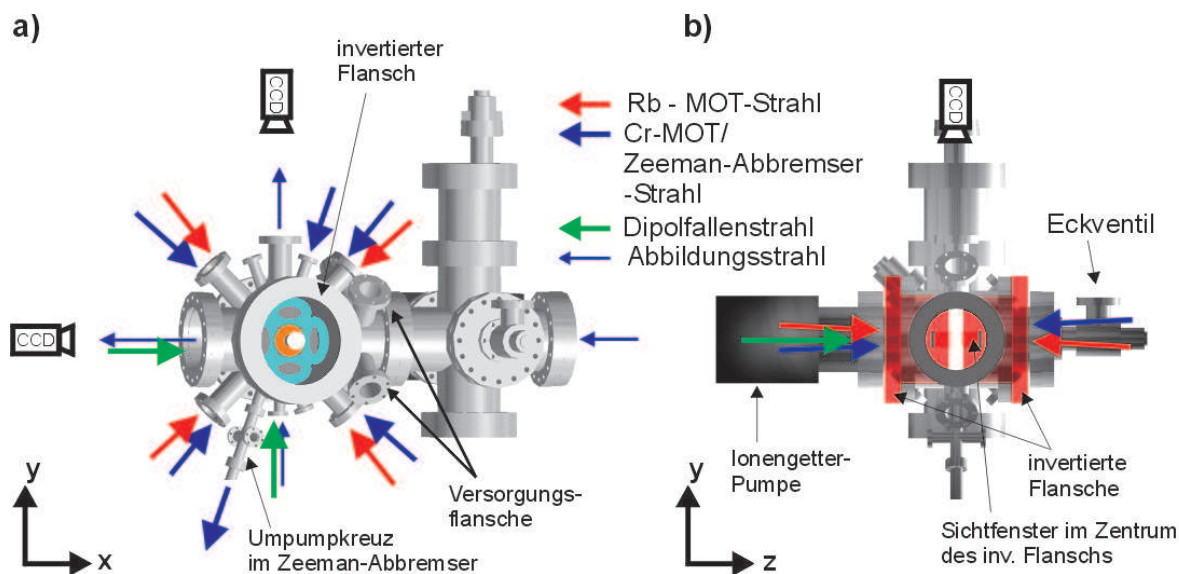 a)
invertierter
Flansch
CCD
Rb - MOT-Strahl
Cr-MOT/
Zeeman-Abbremser
-Strahl
Dipolfallenstrahl
Abbildungsstrahl
CCD
Versorgungs-
flansche
Umpumpkreuz
im Zeeman-Abbremser
y
x
b)
CCD
Eckventil
Ionengetter-
Pumpe
invertierte
Flansche
Sichtfenster im Zentrum
des inv. Flanschs
y
z